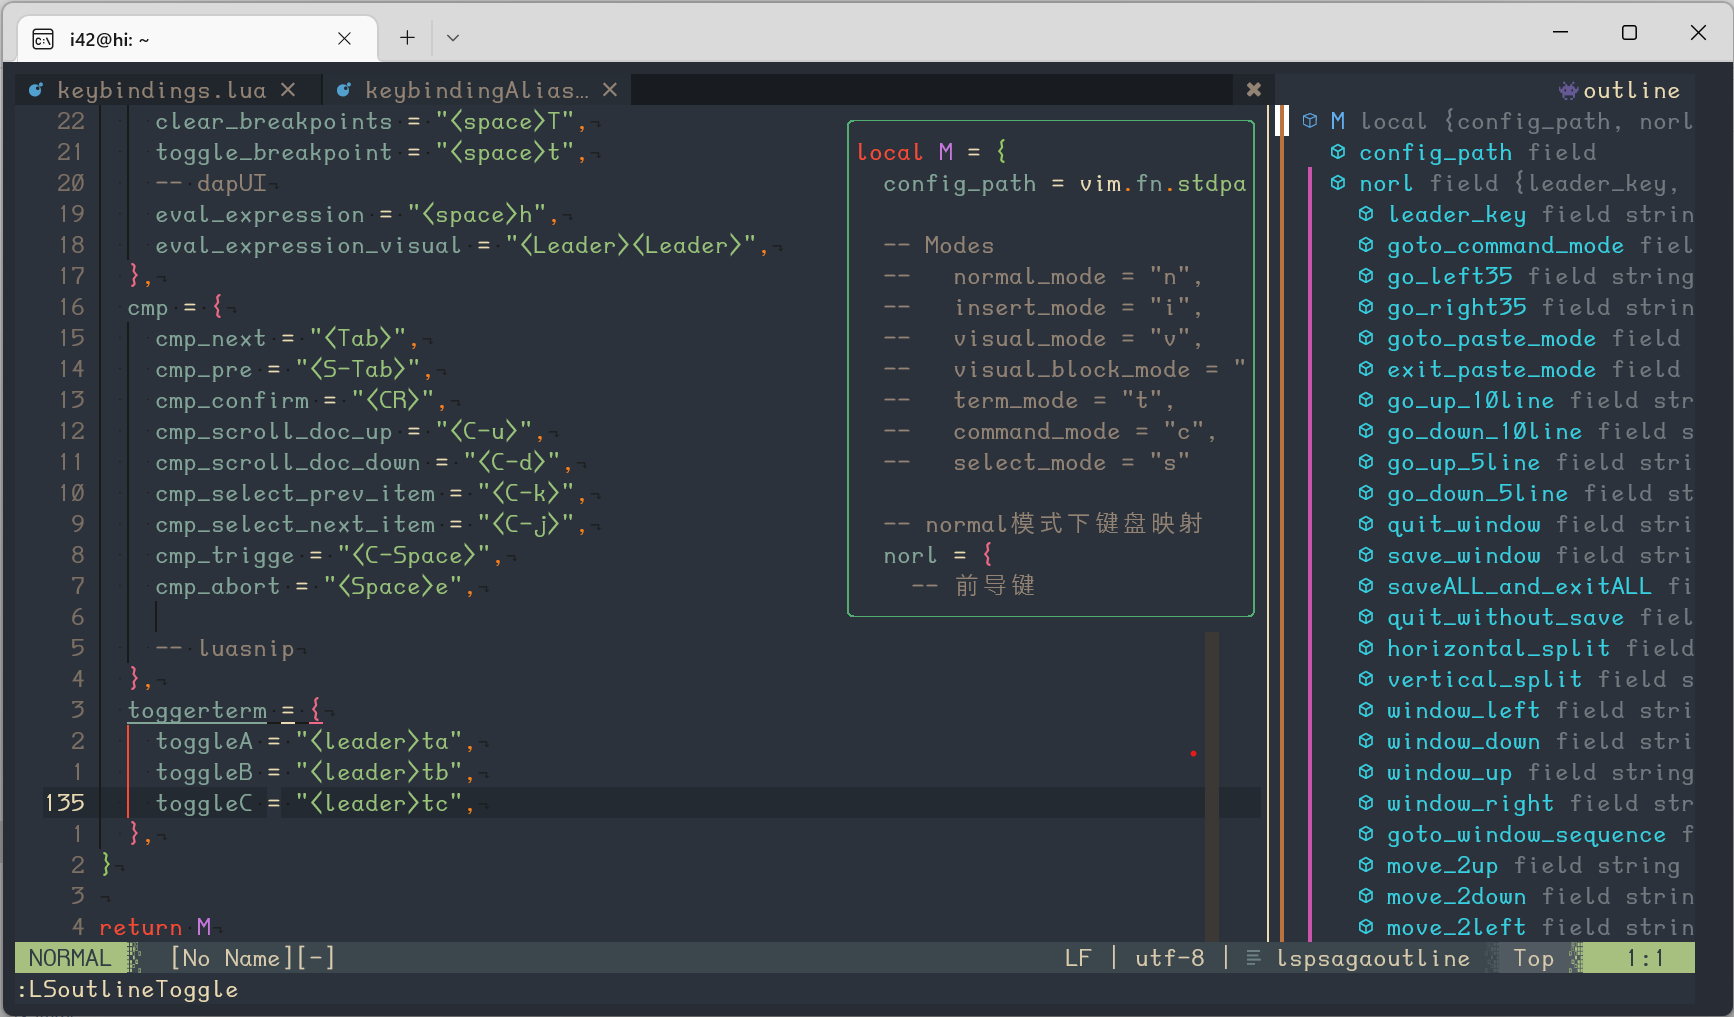 i42@hi: ~
keybindings.lua
keybindingAlias…
outline
22 clear_breakpoints = "<space>T",
21 toggle_breakpoint = "<space>t",
20 -- dapUI
19 eval_expression = "<space>h",
18 eval_expression_visual = "<Leader><Leader>",
17 },
16 cmp = {
15 cmp_next = "<Tab>",
14 cmp_pre = "<S-Tab>",
13 cmp_confirm = "<CR>",
12 cmp_scroll_doc_up = "<C-u>",
11 cmp_scroll_doc_down = "<C-d>",
10 cmp_select_prev_item = "<C-k>",
9 cmp_select_next_item = "<C-j>",
8 cmp_trigge = "<C-Space>",
7 cmp_abort = "<Space>e",
6
5 -- luasnip
4 },
3 toggerterm = {
2 toggleA = "<leader>ta",
1 toggleB = "<leader>tb",
135 toggleC = "<leader>tc",
1 },
2 }
3
4 return M
local M = {
config_path = vim.fn.stdpa
-- Modes
-- normal_mode = "n",
-- insert_mode = "i",
-- visual_mode = "v",
-- visual_block_mode = "
-- term_mode = "t",
-- command_mode = "c",
-- select_mode = "s"
-- normal模式下键盘映射
norl = {
-- 前导键
M local {config_path, norl
config_path field
norl field {leader_key,
leader_key field strin
goto_command_mode fiel
go_left35 field string
go_right35 field strin
goto_paste_mode field
exit_paste_mode field
go_up_10line field str
go_down_10line field s
go_up_5line field stri
go_down_5line field st
quit_window field stri
save_window field stri
saveALL_and_exitALL fi
quit_without_save fiel
horizontal_split field
vertical_split field s
window_left field stri
window_down field stri
window_up field string
window_right field str
goto_window_sequence f
move_2up field string
move_2down field strin
move_2left field strin
NORMAL [No Name][-] LF | utf-8 | lspsagaoutline Top 1:1
:LSoutlineToggle